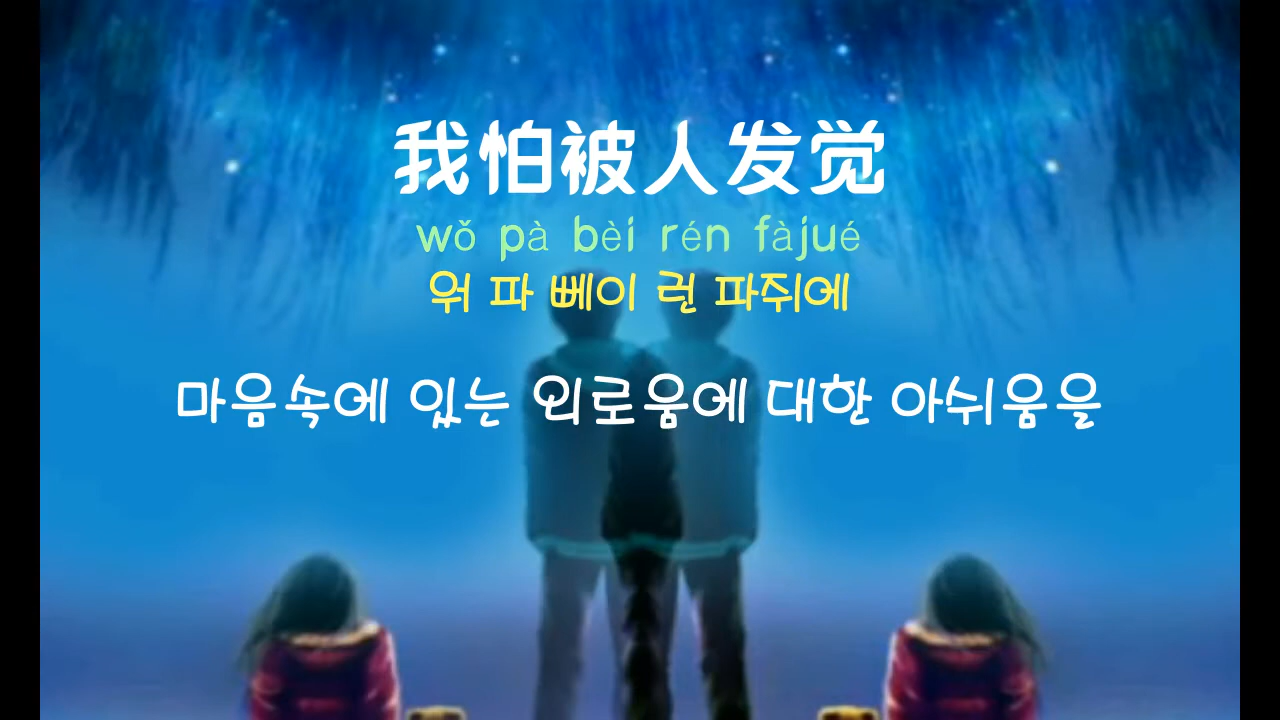 我怕被人发觉
wǒ pà bèi rén fàjué
워 파 뻬이 런 파쥐에
마음속에 있는 외로움에 대한 아쉬움을